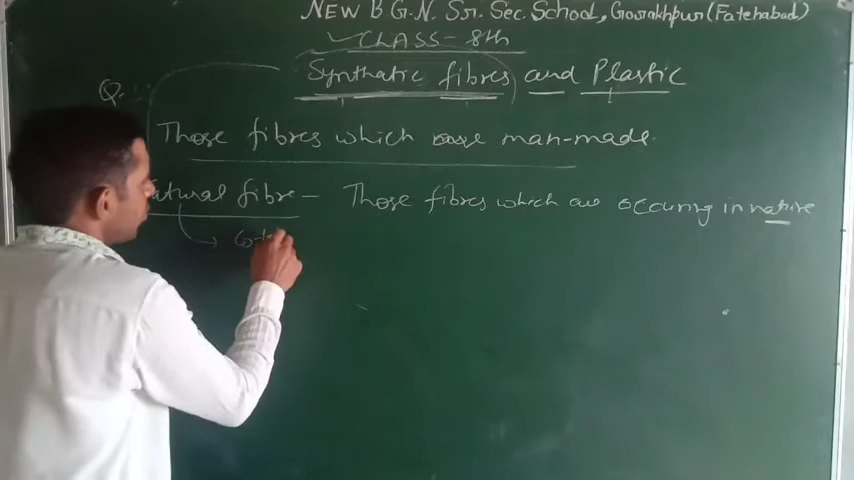 NEW B.G.N. Sr. Sec. School, Gorakhpur (Fatehabad)
CLASS - 8th
Q.
Synthatic fibres and Plastic
Those fibres which are man-made.
atural fibre - Those fibres which are occuring in nature